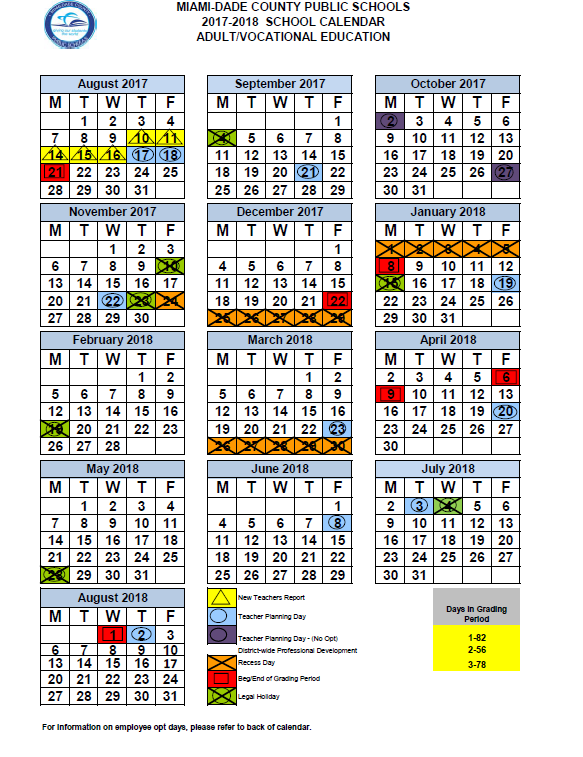 MIAMI-DADE COUNTY PUBLIC SCHOOLS
2017-2018 SCHOOL CALENDAR
ADULT/VOCATIONAL EDUCATION
August 2017
M T W T F
1 2 3 4
7 8 9 10 11
14 15 16 17 18
21 22 23 24 25
28 29 30 31
September 2017
M T W T F
1
4 5 6 7 8
11 12 13 14 15
18 19 20 21 22
25 26 27 28 29
October 2017
M T W T F
2 3 4 5 6
9 10 11 12 13
16 17 18 19 20
23 24 25 26 27
30 31
November 2017
M T W T F
1 2 3
6 7 8 9 10
13 14 15 16 17
20 21 22 23 24
27 28 29 30
December 2017
M T W T F
1
4 5 6 7 8
11 12 13 14 15
18 19 20 21 22
25 26 27 28 29
January 2018
M T W T F
1 2 3 4 5
8 9 10 11 12
15 16 17 18 19
22 23 24 25 26
29 30 31
February 2018
M T W T F
1 2
5 6 7 8 9
12 13 14 15 16
19 20 21 22 23
26 27 28
March 2018
M T W T F
1 2
5 6 7 8 9
12 13 14 15 16
19 20 21 22 23
26 27 28 29 30
April 2018
M T W T F
2 3 4 5 6
9 10 11 12 13
16 17 18 19 20
23 24 25 26 27
30
May 2018
M T W T F
1 2 3 4
7 8 9 10 11
14 15 16 17 18
21 22 23 24 25
28 29 30 31
June 2018
M T W T F
1
4 5 6 7 8
11 12 13 14 15
18 19 20 21 22
25 26 27 28 29
July 2018
M T W T F
2 3 4 5 6
9 10 11 12 13
16 17 18 19 20
23 24 25 26 27
30 31
August 2018
M T W T F
1 2 3
6 7 8 9 10
13 14 15 16 17
20 21 22 23 24
27 28 29 30 31
New Teachers Report
Teacher Planning Day
Teacher Planning Day - (No Opt)
District-wide Professional Development
Recess Day
Beg/End of Grading Period
Legal Holiday
Days in Grading
Period
1-82
2-56
3-78
For information on employee opt days, please refer to back of calendar.